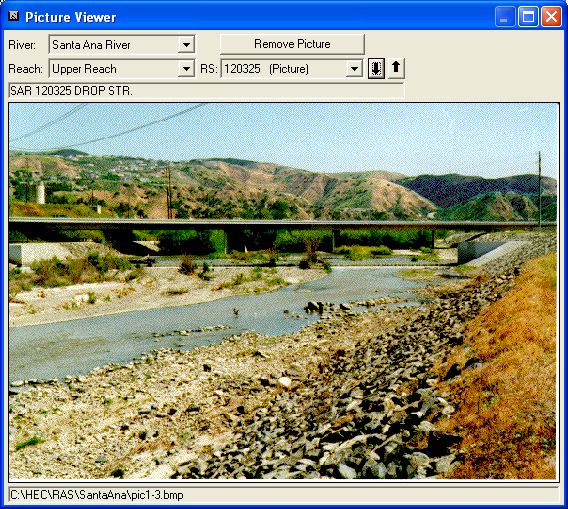 Picture Viewer
River: Santa Ana River Remove Picture
Reach: Upper Reach RS: 120325 (Picture)
SAR 120325 DROP STR.
C:\HEC\RAS\SantaAna\pic1-3.bmp